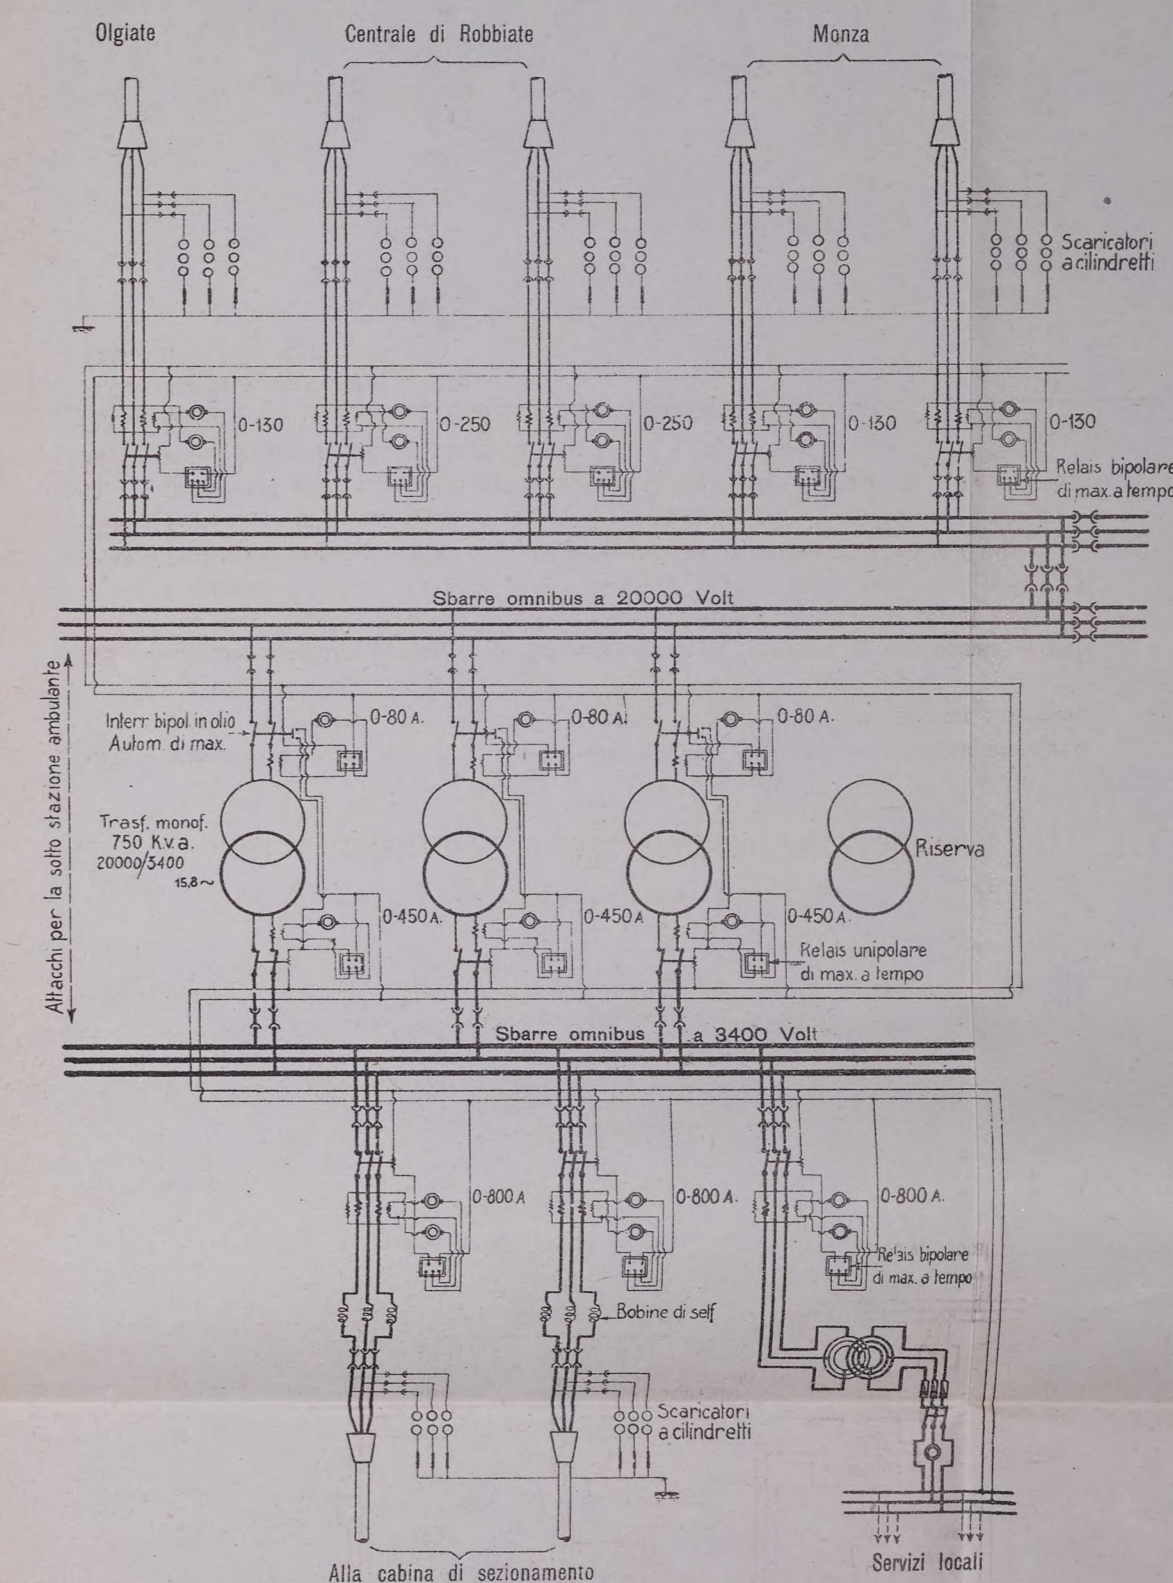 Olgiate
Centrale di Robbiate
Monza
Scaricatori
a cilindretti
0-130
0-250
0-250
0-130
0-130
Relais bipolare
di max. a tempo
Sbarre omnibus a 20000 Volt
Attacchi per la sotto stazione ambulante
Interr bipol. in olio
Autom. di max.
0-80 A.
0-80 A.
0-80 A.
Trasf. monof.
750 K.v.a.
20000/3400
15,8~
Riserva
0-450 A.
0-450 A
0-450 A.
Relais unipolare
di max. a tempo
Sbarre omnibus a 3400 Volt
0-800 A
0-800 A.
0-800 A.
Relais bipolare
di max. a tempo
Bobine di self
Scaricatori
a cilindretti
Alla cabina di sezionamento
Servizi locali